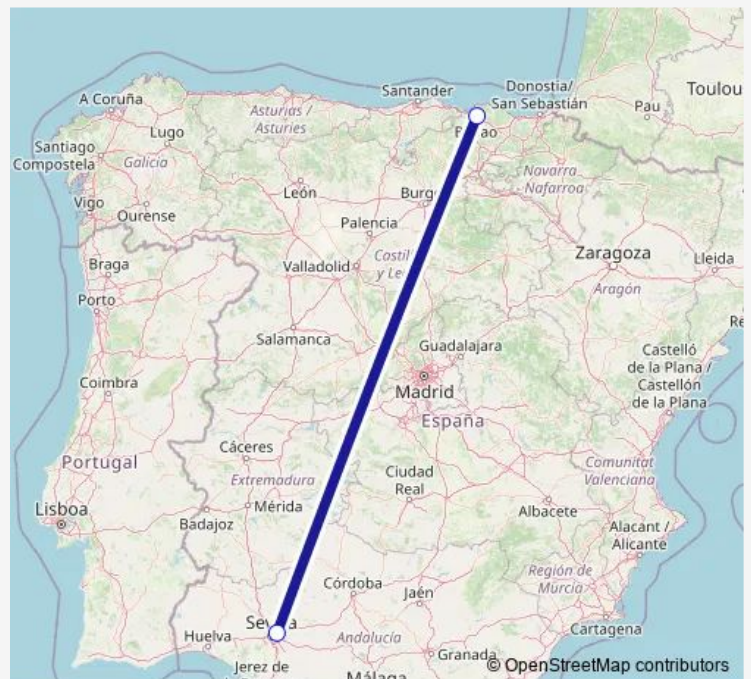 Toulou
Donostia/
San Sebastián
Santander
Pau
A Coruña
Asturias /
Asturies
Lugo
Santiago
Compostela
Galicia
Navarra
- Nafarroa
León
Vigo
Ourense
Palencia
Zaragoza
Lleida
Braga
Valladolid
Aragón
Porto
Salamanca
Guadalajara
Castelló
de la Plana /
Castellón
de la Plana
Coimbra
Madrid
España
Cáceres
Portugal
Extremadura
Ciudad
Real
Comunitat
Valenciana
Lisboa
Mérida
Badajoz
Albacete
Alacant /
Alicante
Región de
Murcia
Córdoba
Jaén
Huelva
Andalucía
Cartagena
Granada
Jerez de
Málaga
© OpenStreetMap contributors